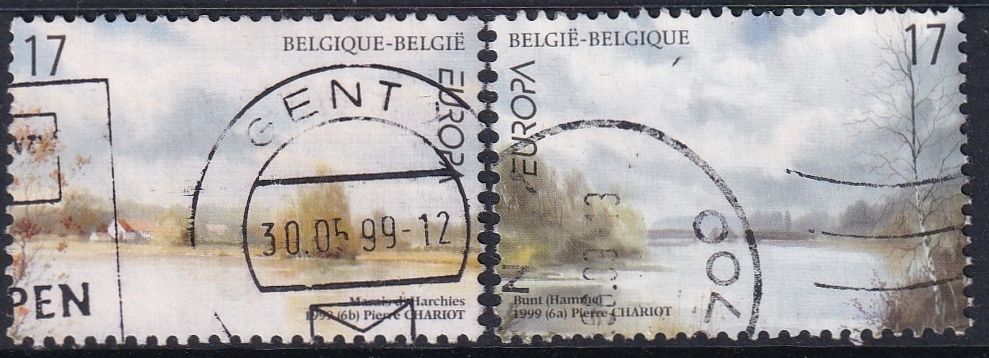 17
BELGIQUE-BELGIË
EUROPA
GENT
30.05 99-12
PEN
Marais d'Harchies
1999 (6b) Pierre CHARIOT
BELGIË-BELGIQUE
17
EUROPA
N
700
Bunt (Hamme)
1999 (6a) Pierre CHARIOT